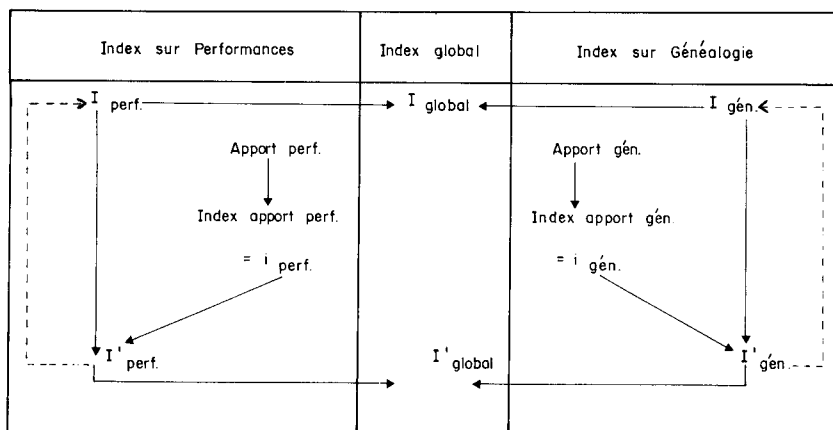 Index sur Performances
Index global
Index sur Généalogie
I perf.
I global
I gén.
Apport perf.
Apport gén.
Index apport perf.
Index apport gén.
= i perf.
= i gén.
I' perf.
I' global
I' gén.